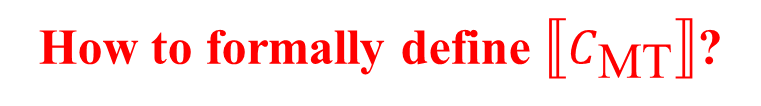 How to formally define ⟦C_MT⟧?